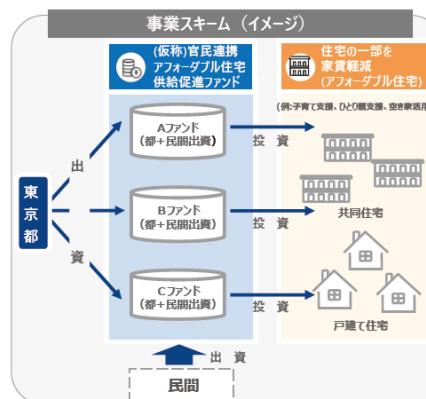 事業スキーム（イメージ）
(仮称)官民連携
アフォーダブル住宅
供給促進ファンド
住宅の一部を
家賃軽減
(アフォーダブル住宅)
(例:子育て支援、ひとり親支援、空き家活用
東京都
出
資
Aファンド
(都＋民間出資)
投 資
Bファンド
(都＋民間出資)
投 資
共同住宅
Cファンド
(都＋民間出資)
投 資
戸建て住宅
出 資
民間